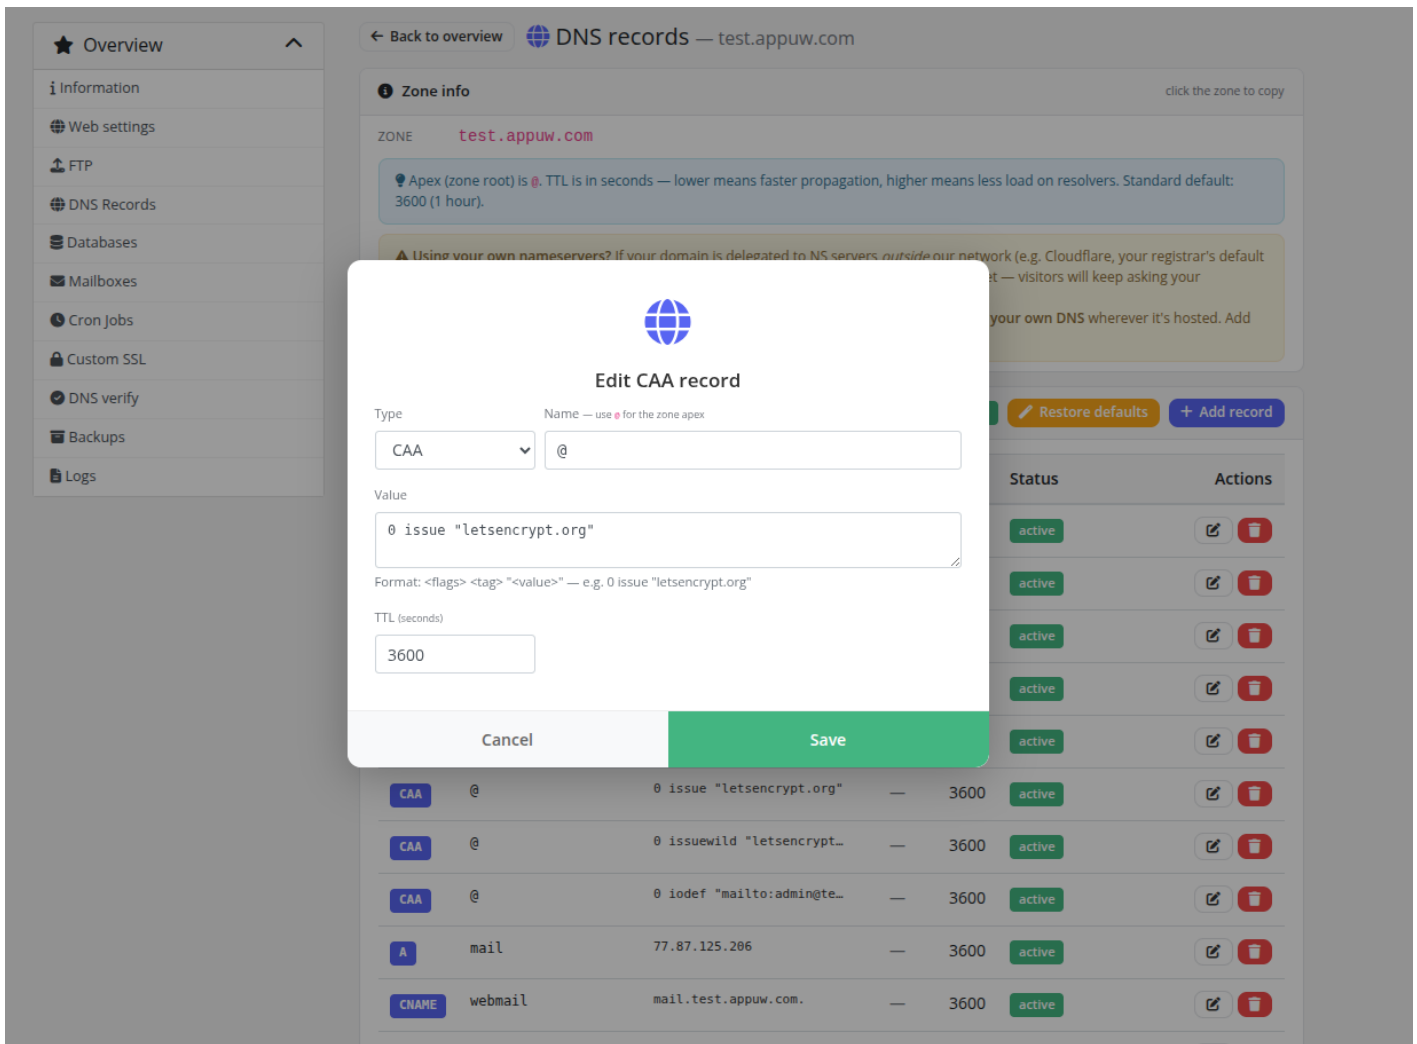 Overview
Information
Web settings
FTP
DNS Records
Databases
Mailboxes
Cron Jobs
Custom SSL
DNS verify
Backups
Logs
← Back to overview
DNS records — test.appuw.com
Zone info
click the zone to copy
ZONE test.appuw.com
Apex (zone root) is @. TTL is in seconds — lower means faster propagation, higher means less load on resolvers. Standard default:
3600 (1 hour).
Using your own nameservers? If your domain is delegated to NS servers outside our network (e.g. Cloudflare, your registrar's default
— visitors will keep asking your
your own DNS wherever it's hosted. Add
Restore defaults
+ Add record
Edit CAA record
Type
Name — use @ for the zone apex
CAA
@
Value
0 issue "letsencrypt.org"
Format: <flags> <tag> "<value>" — e.g. 0 issue "letsencrypt.org"
TTL (seconds)
3600
Cancel
Save
Status
Actions
active
active
active
active
active
CAA @ 0 issue "letsencrypt.org" — 3600 active
CAA @ 0 issuewild "letsencrypt… — 3600 active
CAA @ 0 iodef "mailto:admin@te… — 3600 active
A mail 77.87.125.206 — 3600 active
CNAME webmail mail.test.appuw.com. — 3600 active